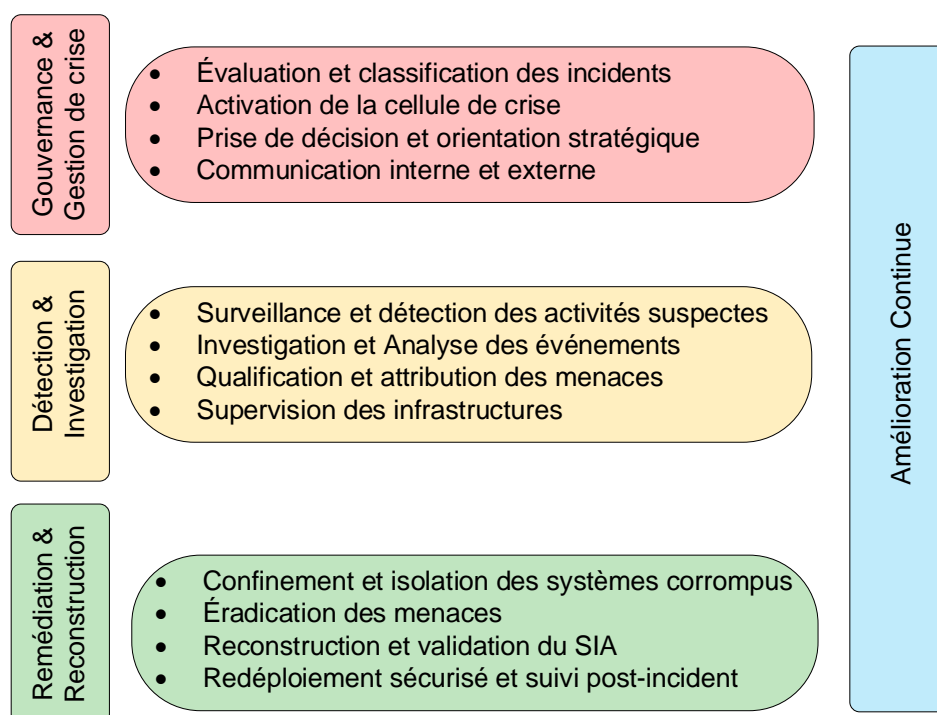 Gouvernance &
Gestion de crise
• Évaluation et classification des incidents
• Activation de la cellule de crise
• Prise de décision et orientation stratégique
• Communication interne et externe
Détection &
Investigation
• Surveillance et détection des activités suspectes
• Investigation et Analyse des événements
• Qualification et attribution des menaces
• Supervision des infrastructures
Remédiation &
Reconstruction
• Confinement et isolation des systèmes corrompus
• Éradication des menaces
• Reconstruction et validation du SIA
• Redéploiement sécurisé et suivi post-incident
Amélioration Continue